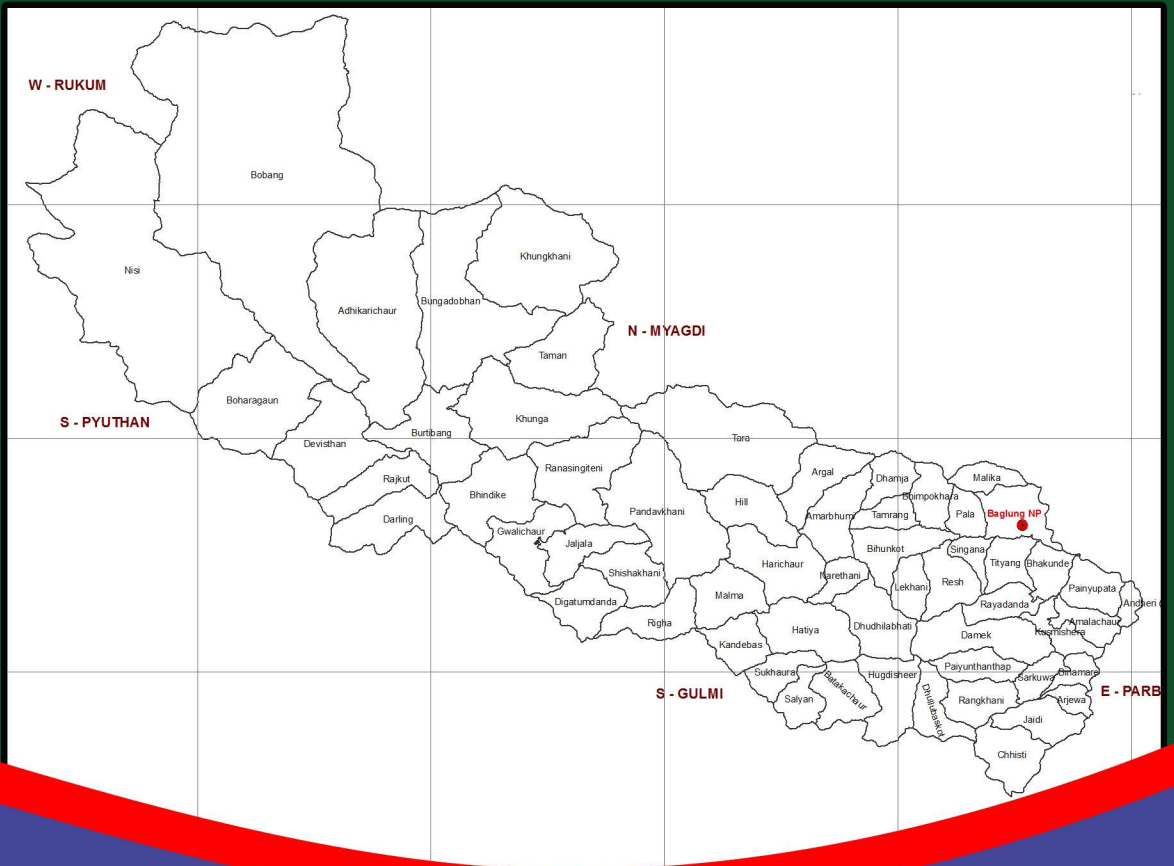 W - RUKUM
Bobang
Nisi
Khungkhani
Bungadobhan
Adhikarichaur
N - MYAGDI
Taman
Boharagaun
S - PYUTHAN
Khunga
Burtibang
Devisthan
Tara
Ranasingiteni
Argal
Rajkut
Dhamja
Malika
Bhindike
Bhimpokhara
Hill
Pandavkhani
Amarbhumi
Tamrang
Pala
Baglung NP
Darling
Gwalichaur
Jaljala
Bihunkot
Singana
Harichaur
Tityang
Bhakunde
Shishakhani
Narethani
Lekhani
Resh
Painyupata
Malma
Digatumdanda
Rayadanda
Andheri (
Righa
Amalachaur
Hatiya
Dhudhilabhati
Kusmishera
Damek
Kandebas
Paiyunthanthap
Sukhaura
Hugdisheer
Sarkuwa
Binamare
S - GULMI
Batakachaur
E - PARB
Salyan
Dhullubaskot
Rangkhani
Arjewa
Jaidi
Chhisti